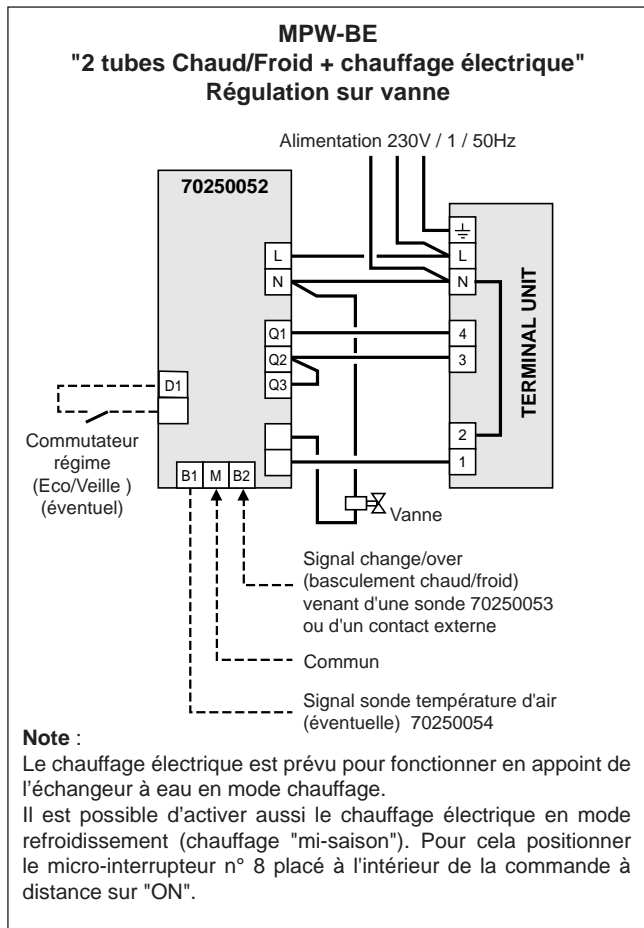 MPW-BE
"2 tubes Chaud/Froid + chauffage électrique"
Régulation sur vanne
Alimentation 230V / 1 / 50Hz
70250052
L
N
Q1
Q2
Q3
D1
B1 M B2
L
N
4
3
2
1
TERMINAL UNIT
Commutateur
régime
(Eco/Veille )
(éventuel)
Vanne
Signal change/over
(basculement chaud/froid)
venant d'une sonde 70250053
ou d'un contact externe
Commun
Signal sonde température d'air
(éventuelle) 70250054
Note :
Le chauffage électrique est prévu pour fonctionner en appoint de
l'échangeur à eau en mode chauffage.
Il est possible d'activer aussi le chauffage électrique en mode
refroidissement (chauffage "mi-saison"). Pour cela positionner
le micro-interrupteur n° 8 placé à l'intérieur de la commande à
distance sur "ON".